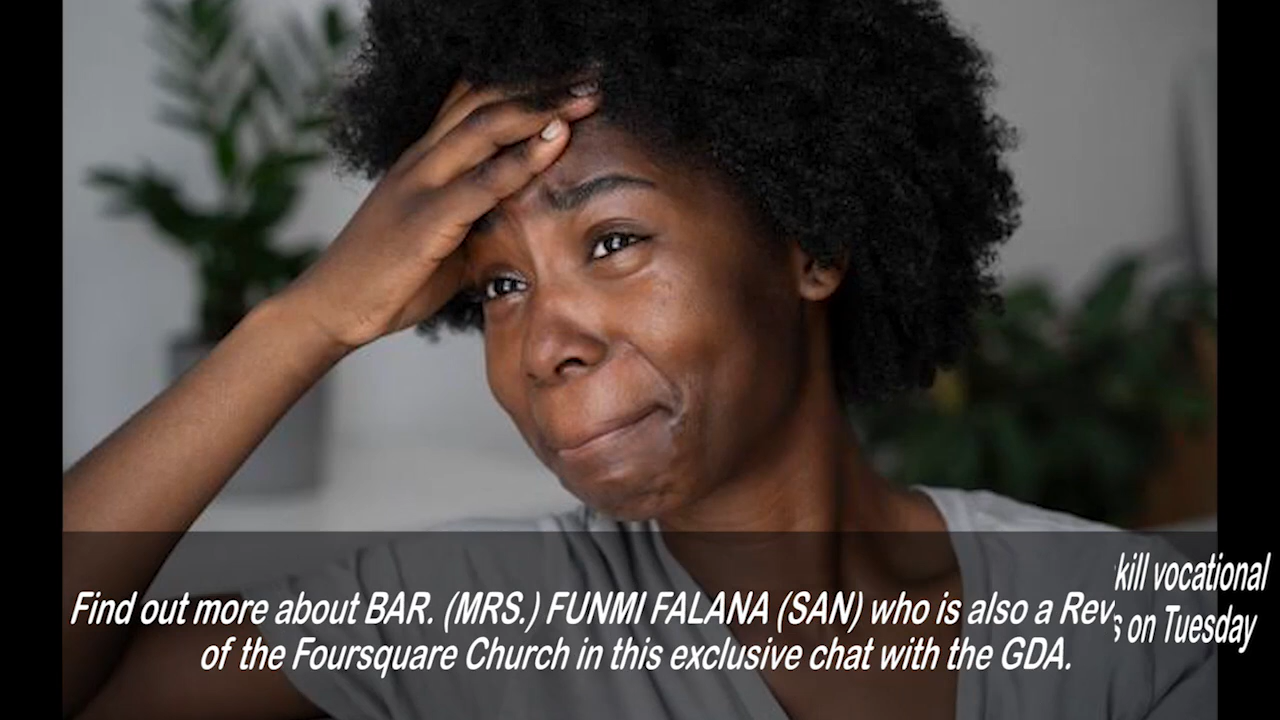 Find out more about BAR. (MRS.) FUNMI FALANA (SAN) who is also a Rev
of the Foursquare Church in this exclusive chat with the GDA.
vocational
on Tuesday